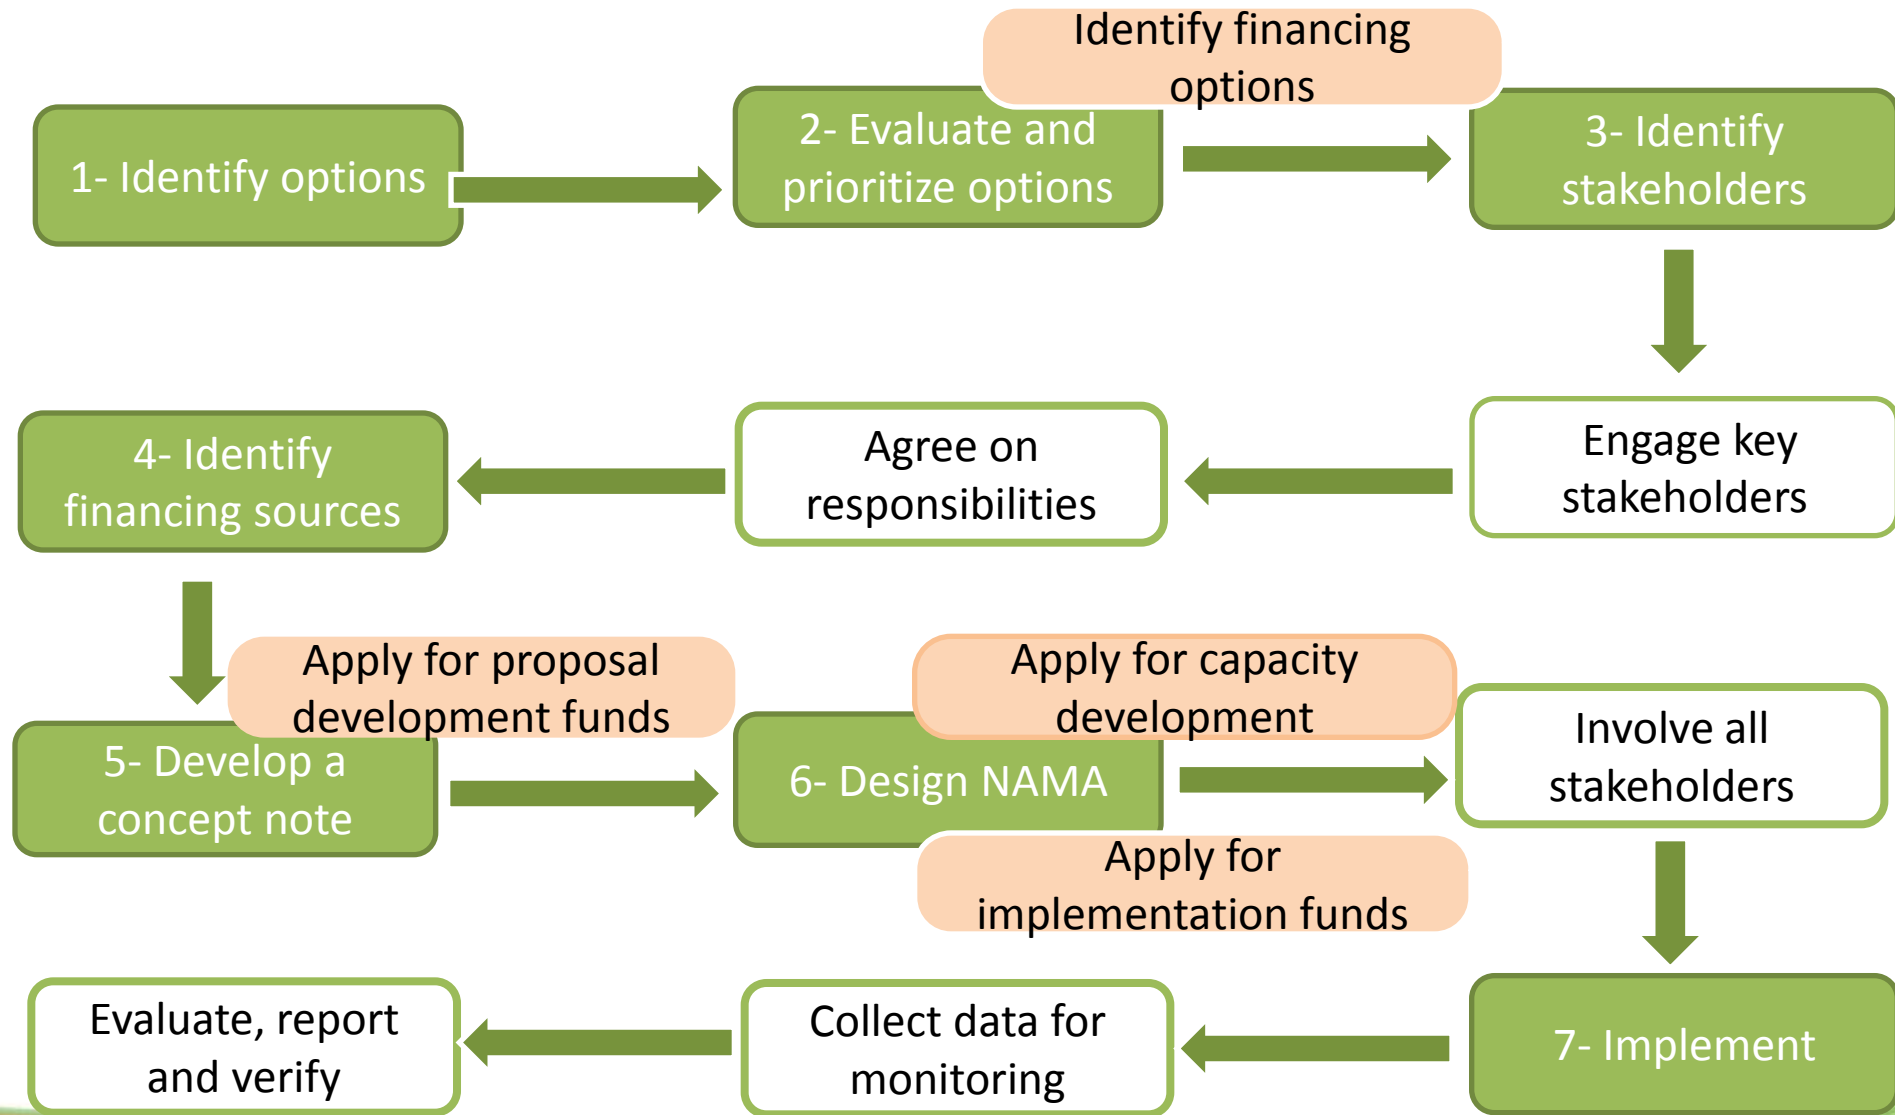 Identify financing
options
1- Identify options
2- Evaluate and
prioritize options
3- Identify
stakeholders
4- Identify
financing sources
Agree on
responsibilities
Engage key
stakeholders
Apply for proposal
development funds
Apply for capacity
development
5- Develop a
concept note
6- Design NAMA
Involve all
stakeholders
Apply for
implementation funds
Evaluate, report
and verify
Collect data for
monitoring
7- Implement